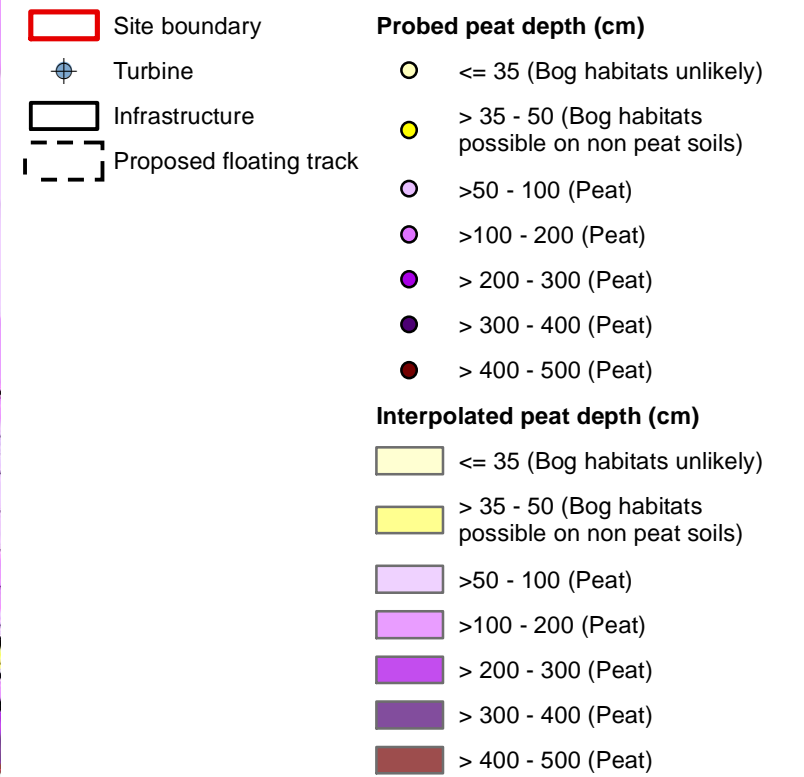 Site boundary
Turbine
Infrastructure
Proposed floating track
Probed peat depth (cm)
<= 35 (Bog habitats unlikely)
> 35 - 50 (Bog habitats
possible on non peat soils)
>50 - 100 (Peat)
>100 - 200 (Peat)
> 200 - 300 (Peat)
> 300 - 400 (Peat)
> 400 - 500 (Peat)
Interpolated peat depth (cm)
<= 35 (Bog habitats unlikely)
> 35 - 50 (Bog habitats
possible on non peat soils)
>50 - 100 (Peat)
>100 - 200 (Peat)
> 200 - 300 (Peat)
> 300 - 400 (Peat)
> 400 - 500 (Peat)